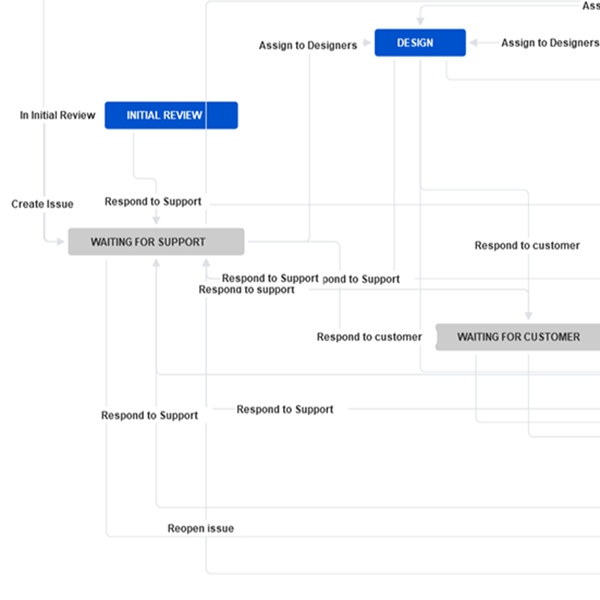 Ass
Assign to Designers
DESIGN
Assign to Designers
In Initial Review
INITIAL REVIEW
Create Issue
Respond to Support
WAITING FOR SUPPORT
Respond to customer
Respond to Support
pond to Support
Respond to support
Respond to customer
WAITING FOR CUSTOMER
Respond to Support
Respond to Support
Reopen issue